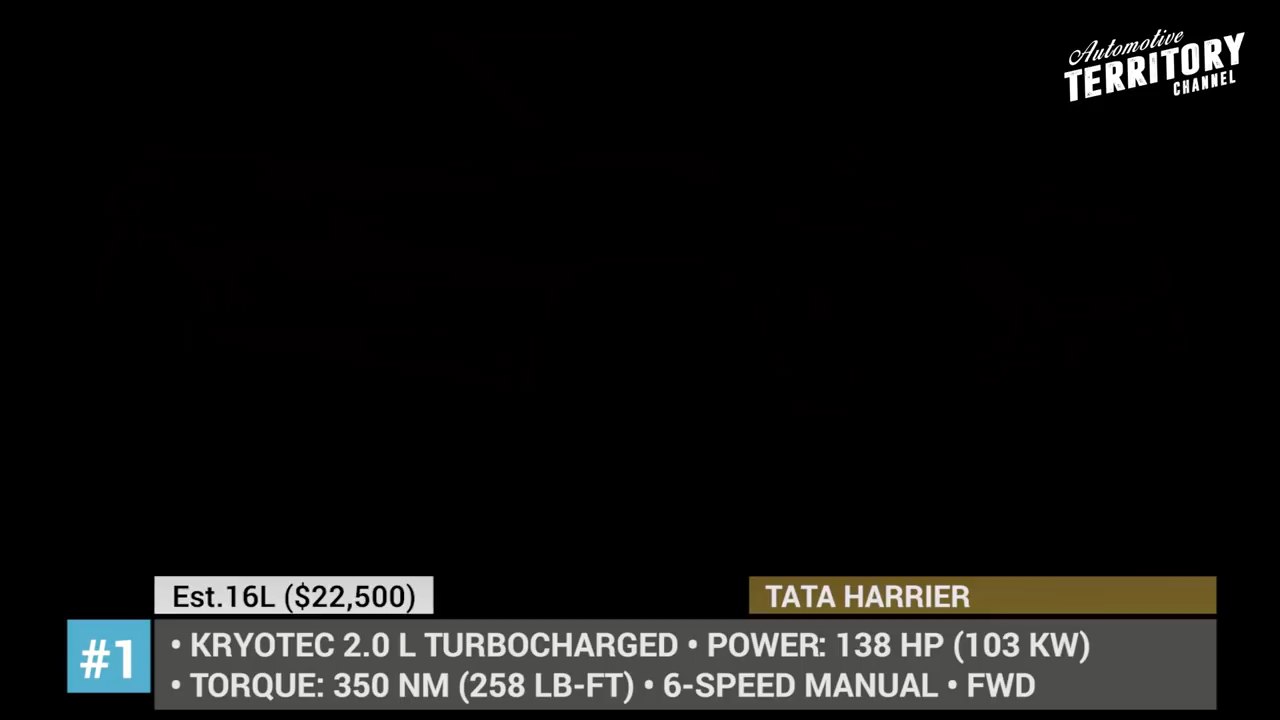 Automotive
TERRITORY
CHANNEL
Est.16L ($22,500)
TATA HARRIER
#1
• KRYOTEC 2.0 L TURBOCHARGED • POWER: 138 HP (103 KW)
• TORQUE: 350 NM (258 LB-FT) • 6-SPEED MANUAL • FWD